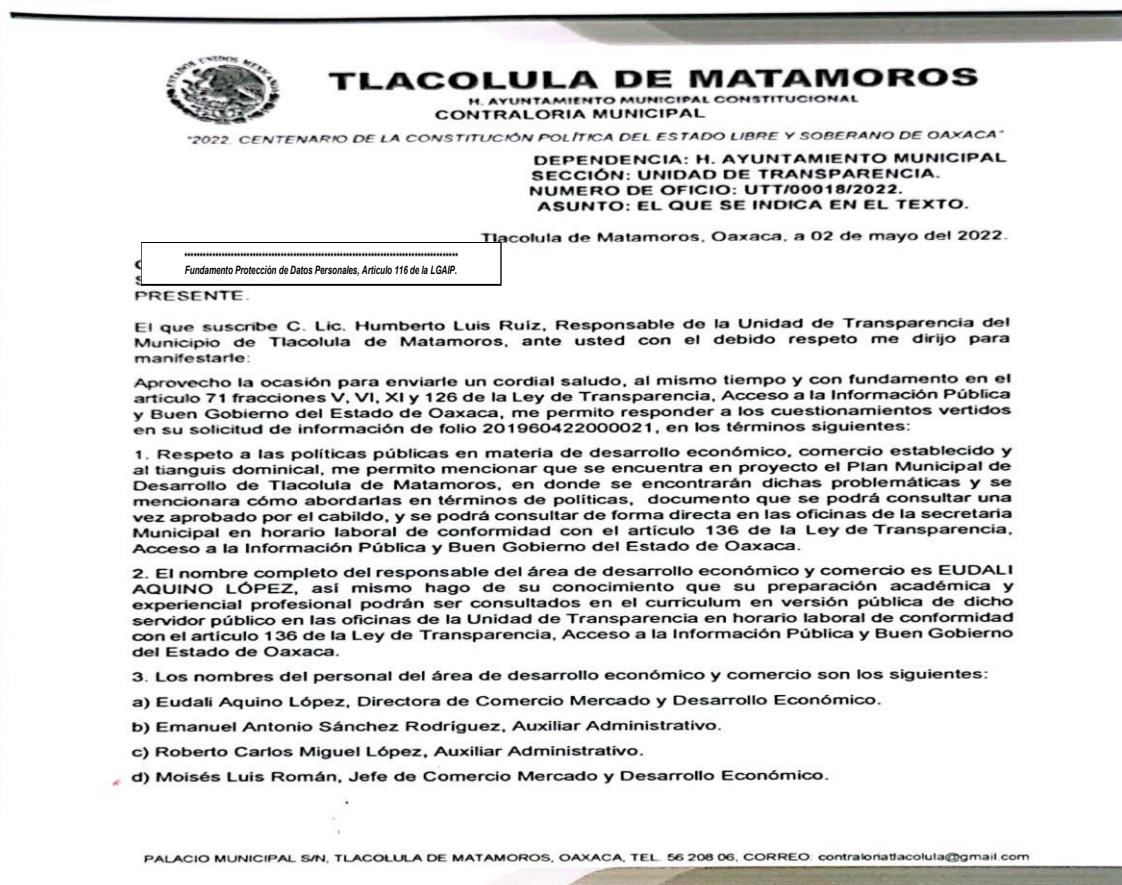 ESTADOS UNIDOS MEXICANOS
TLACOLULA DE MATAMOROS
H. AYUNTAMIENTO MUNICIPAL CONSTITUCIONAL
CONTRALORIA MUNICIPAL
"2022. CENTENARIO DE LA CONSTITUCIÓN POLÍTICA DEL ESTADO LIBRE Y SOBERANO DE OAXACA"
DEPENDENCIA: H. AYUNTAMIENTO MUNICIPAL
SECCIÓN: UNIDAD DE TRANSPARENCIA.
NUMERO DE OFICIO: UTT/00018/2022.
ASUNTO: EL QUE SE INDICA EN EL TEXTO.
Tlacolula de Matamoros, Oaxaca, a 02 de mayo del 2022.
Fundamento Protección de Datos Personales, Artículo 116 de la LGAIP.
PRESENTE.
El que suscribe C. Lic. Humberto Luis Ruíz, Responsable de la Unidad de Transparencia del
Municipio de Tlacolula de Matamoros, ante usted con el debido respeto me dirijo para
manifestarle:
Aprovecho la ocasión para enviarle un cordial saludo, al mismo tiempo y con fundamento en el
artículo 71 fracciones V, VI, XI y 126 de la Ley de Transparencia, Acceso a la Información Pública
y Buen Gobierno del Estado de Oaxaca, me permito responder a los cuestionamientos vertidos
en su solicitud de información de folio 201960422000021, en los términos siguientes:
1. Respeto a las políticas públicas en materia de desarrollo económico, comercio establecido y
al tianguis dominical, me permito mencionar que se encuentra en proyecto el Plan Municipal de
Desarrollo de Tlacolula de Matamoros, en donde se encontrarán dichas problemáticas y se
mencionara cómo abordarlas en términos de políticas, documento que se podrá consultar una
vez aprobado por el cabildo, y se podrá consultar de forma directa en las oficinas de la secretaria
Municipal en horario laboral de conformidad con el artículo 136 de la Ley de Transparencia,
Acceso a la Información Pública y Buen Gobierno del Estado de Oaxaca.
2. El nombre completo del responsable del área de desarrollo económico y comercio es EUDALI
AQUINO LÓPEZ, así mismo hago de su conocimiento que su preparación académica y
experiencial profesional podrán ser consultados en el curriculum en versión pública de dicho
servidor público en las oficinas de la Unidad de Transparencia en horario laboral de conformidad
con el artículo 136 de la Ley de Transparencia, Acceso a la Información Pública y Buen Gobierno
del Estado de Oaxaca.
3. Los nombres del personal del área de desarrollo económico y comercio son los siguientes:
a) Eudali Aquino López, Directora de Comercio Mercado y Desarrollo Económico.
b) Emanuel Antonio Sánchez Rodríguez, Auxiliar Administrativo.
c) Roberto Carlos Miguel López, Auxiliar Administrativo.
d) Moisés Luis Román, Jefe de Comercio Mercado y Desarrollo Económico.
PALACIO MUNICIPAL S/N, TLACOLULA DE MATAMOROS, OAXACA, TEL. 56 208 06, CORREO: contraloriatlacolula@gmail.com